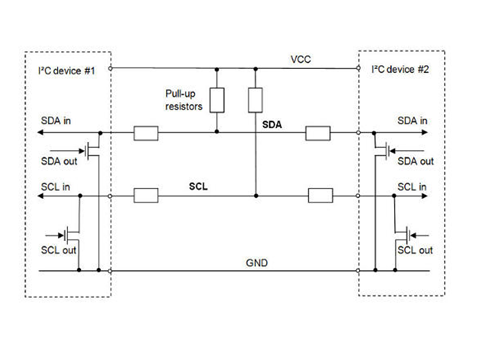 VCC
I²C device #1
I²C device #2
Pull-up
resistors
SDA in
SDA
SDA in
SDA out
SDA out
SCL in
SCL
SCL in
SCL out
SCL out
GND